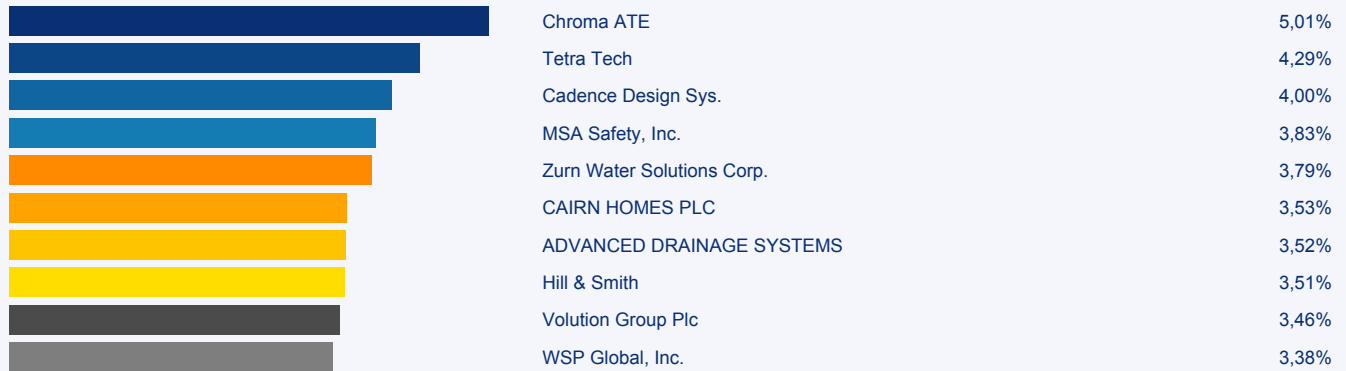 Chroma ATE 5,01%
Tetra Tech 4,29%
Cadence Design Sys. 4,00%
MSA Safety, Inc. 3,83%
Zurn Water Solutions Corp. 3,79%
CAIRN HOMES PLC 3,53%
ADVANCED DRAINAGE SYSTEMS 3,52%
Hill & Smith 3,51%
Volution Group Plc 3,46%
WSP Global, Inc. 3,38%